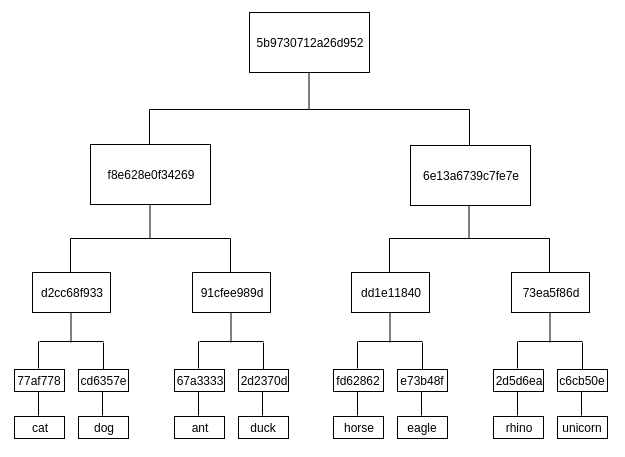 5b9730712a26d952
f8e628e0f34269
6e13a6739c7fe7e
d2cc68f933
91cfee989d
dd1e11840
73ea5f86d
77af778
cd6357e
67a3333
2d2370d
fd62862
e73b48f
2d5d6ea
c6cb50e
cat
dog
ant
duck
horse
eagle
rhino
unicorn